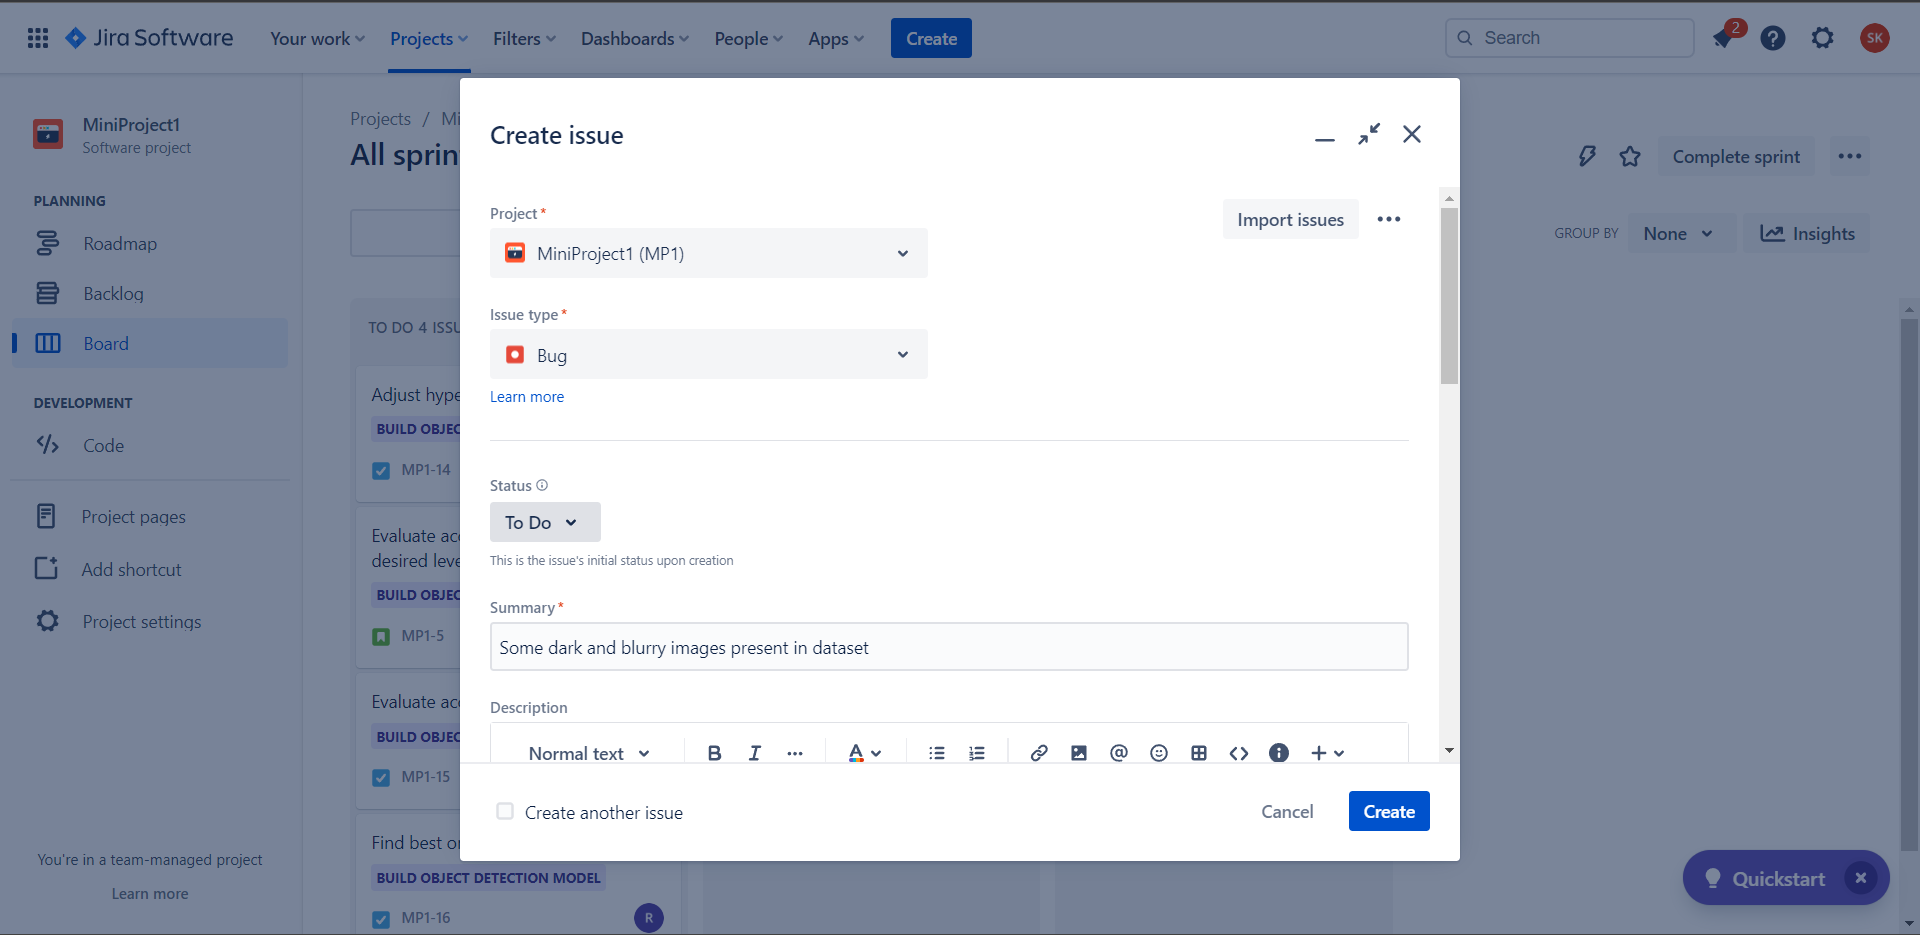 Jira Software
Your work
Projects
Filters
Dashboards
People
Apps
Create
Search
2
SK
MiniProject1
Software project
PLANNING
Roadmap
Backlog
Board
DEVELOPMENT
Code
Project pages
Add shortcut
Project settings
You're in a team-managed project
Learn more
Projects / Mi
All sprin
Complete sprint
GROUP BY
None
Insights
TO DO 4 ISSU
Adjust hype
BUILD OBJEC
MP1-14
Evaluate acc
desired leve
BUILD OBJEC
MP1-5
Evaluate acc
BUILD OBJEC
MP1-15
Find best o
BUILD OBJECT DETECTION MODEL
MP1-16
R
Create issue
Project *
Import issues
MiniProject1 (MP1)
Issue type *
Bug
Learn more
Status
To Do
This is the issue's initial status upon creation
Summary *
Some dark and blurry images present in dataset
Description
Normal text
B
I
A
@
Create another issue
Cancel
Create
Quickstart